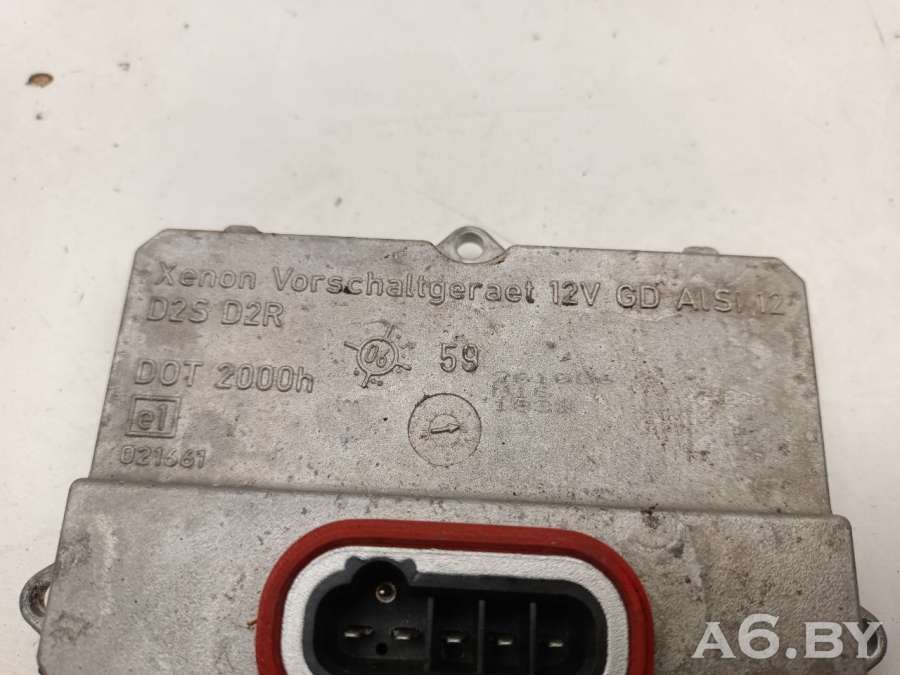 Xenon Vorschaltgeraet 12V GD AlSi 12
D2S D2R
06 59
DOT 2000h
e1
021661
A6.BY